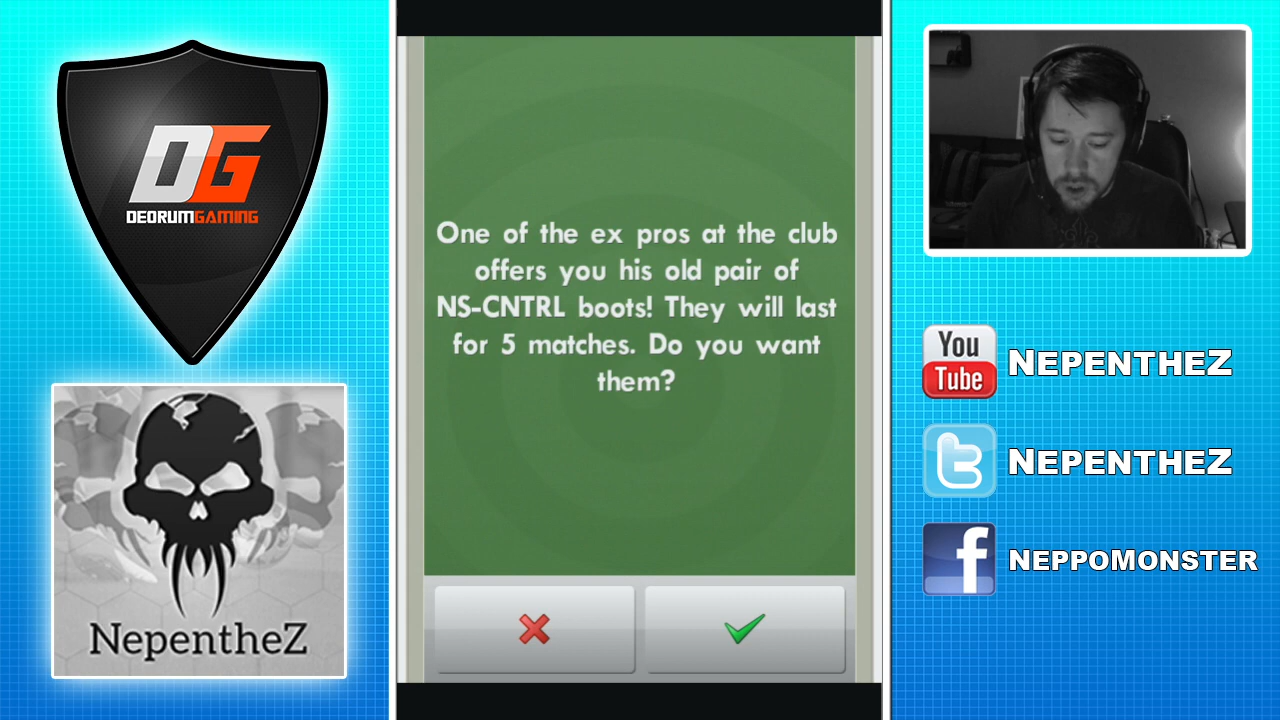 DG
DEORUMGAMING
NepentheZ
One of the ex pros at the club
offers you his old pair of
NS-CNTRL boots! They will last
for 5 matches. Do you want
them?
You
Tube
NEPENTHEZ
NEPENTHEZ
f
NEPPOMONSTER